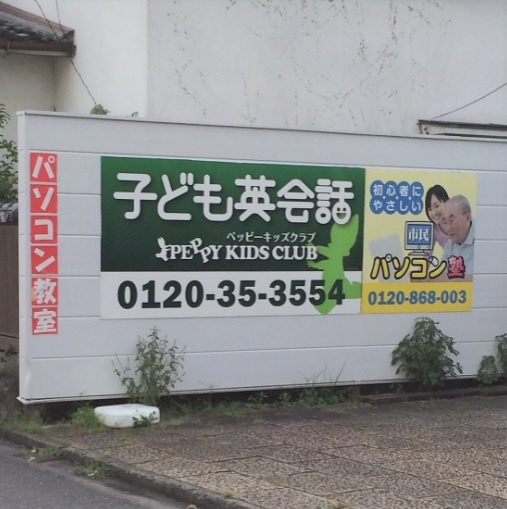 パソコン教室
子ども英会話
ペッピーキッズクラブ
PEPPY KIDS CLUB
0120-35-3554
初心者に
やさしい
市民
パソコン塾
0120-868-003